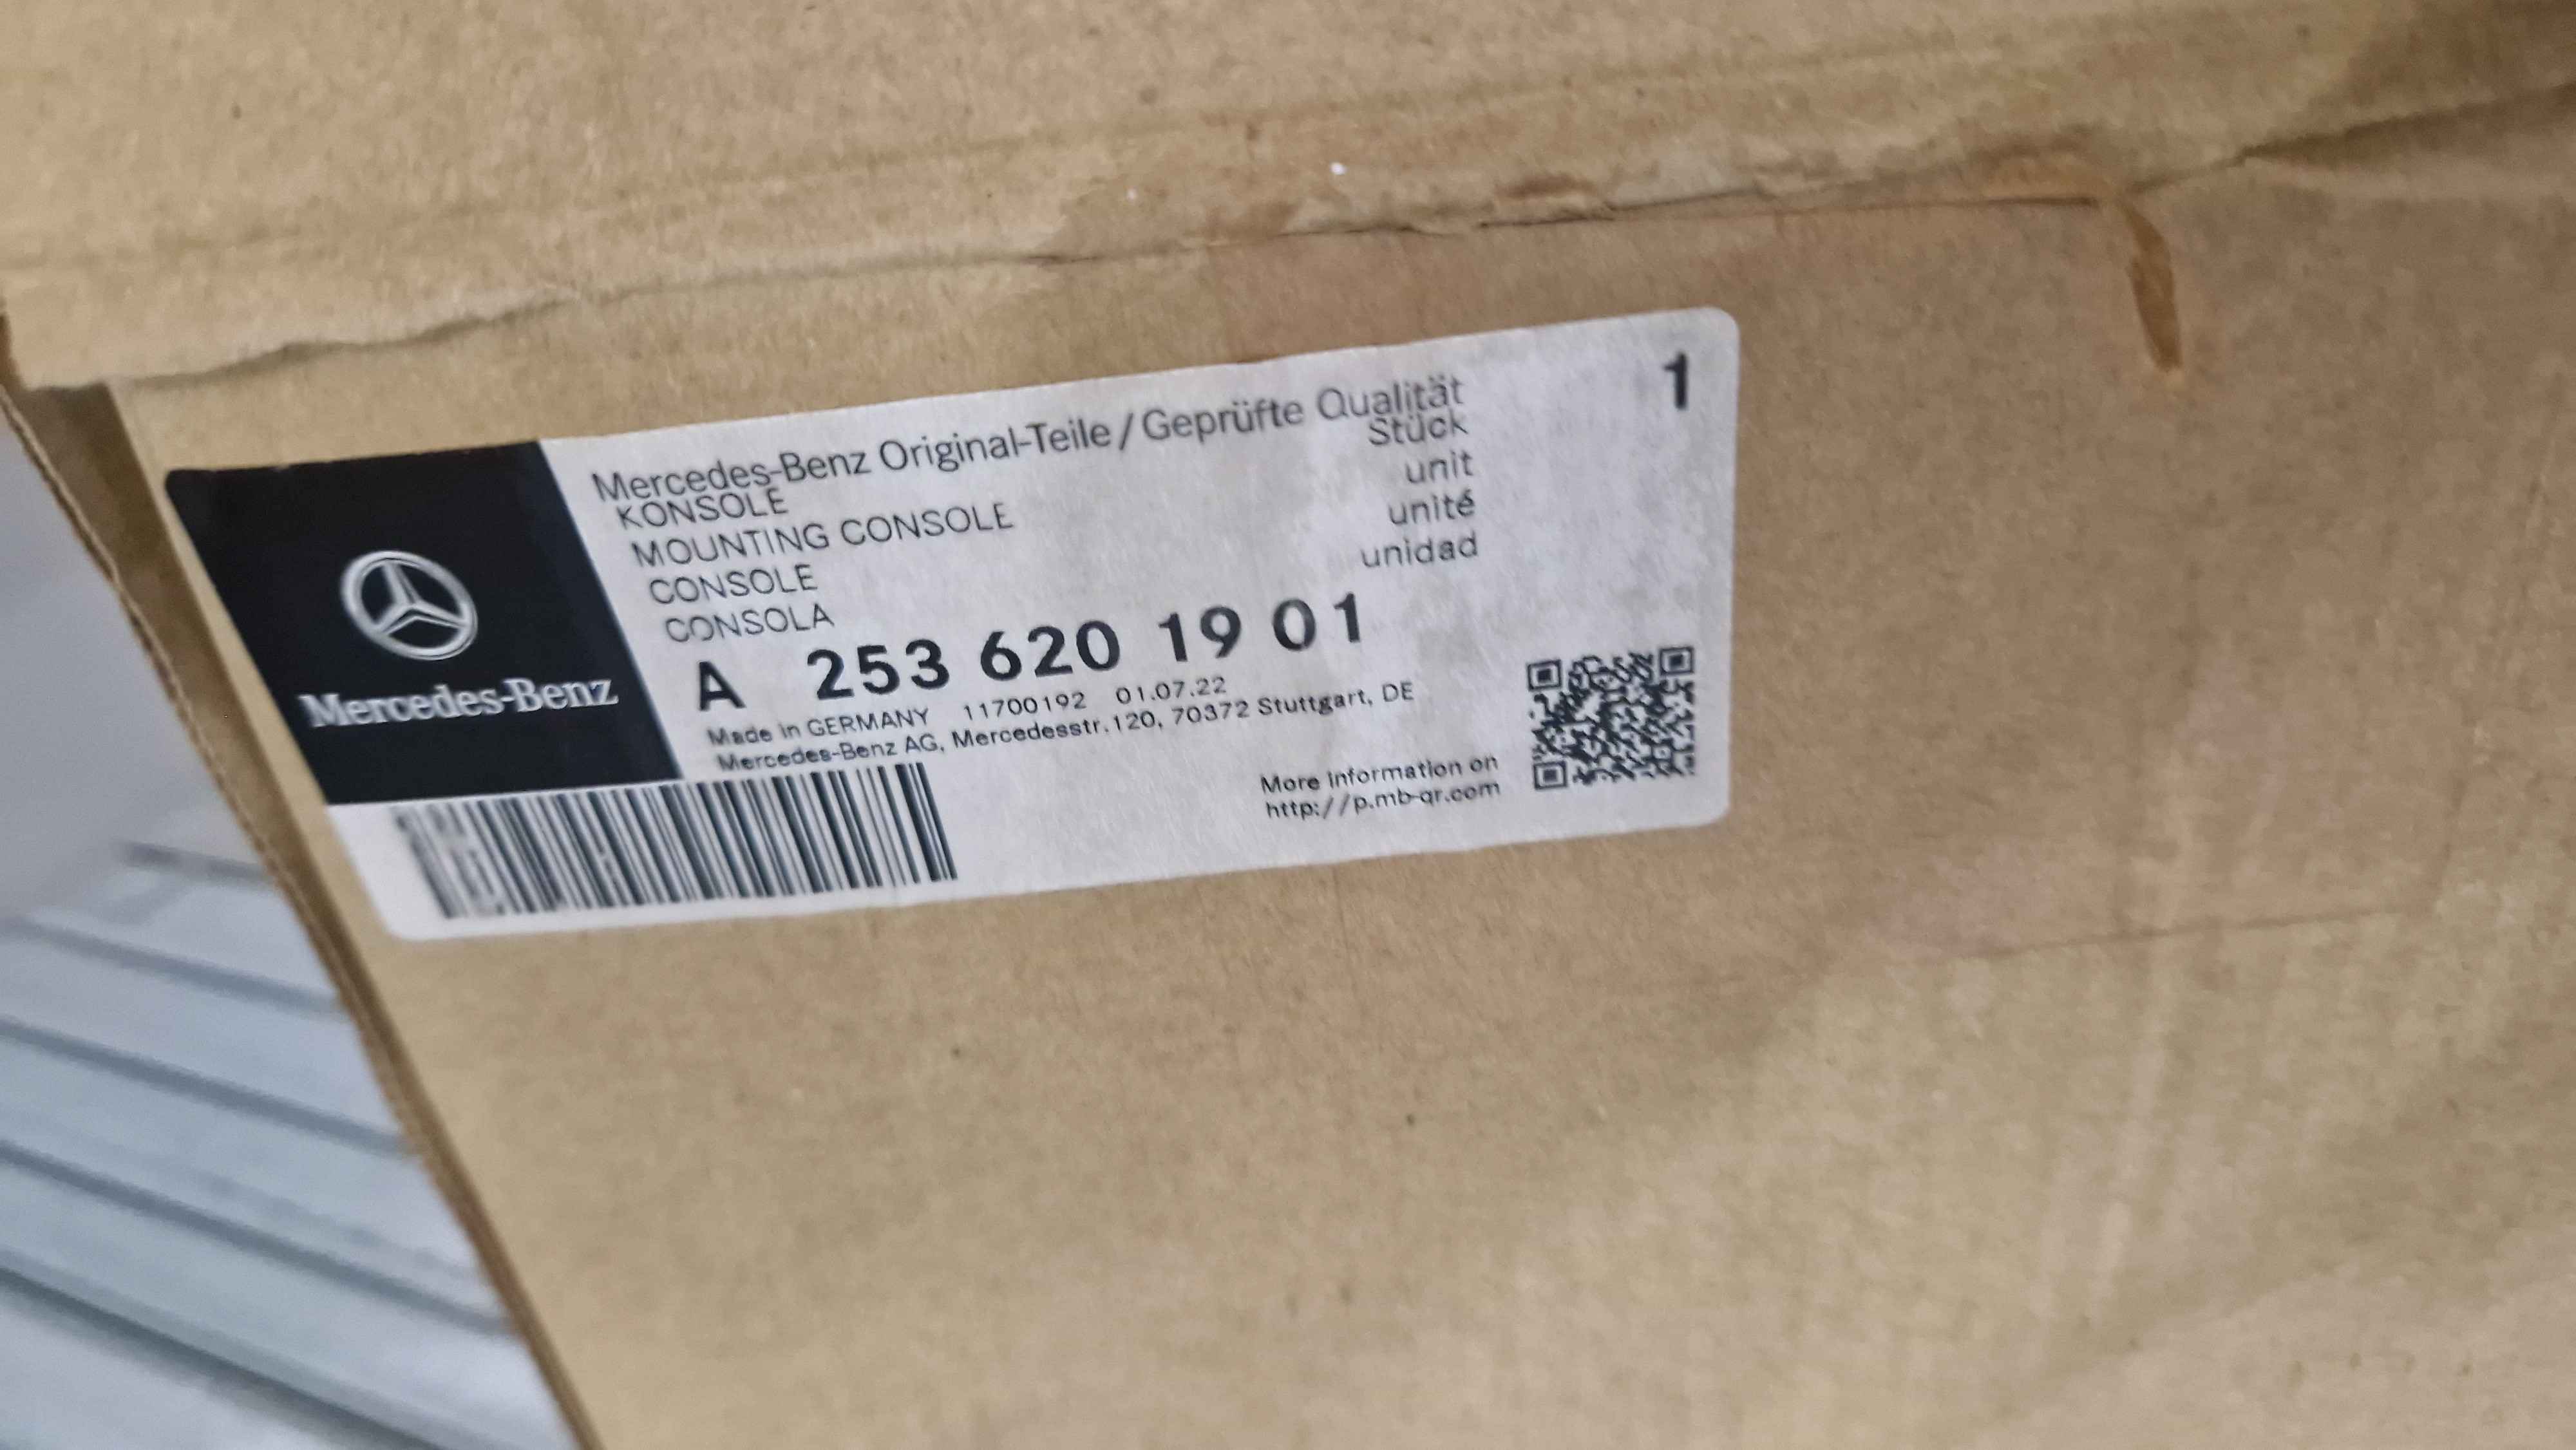 Mercedes-Benz Original-Teile / Geprüfte Qualität
KONSOLE
MOUNTING CONSOLE
CONSOLE
CONSOLA
Stück
unit
unité
unidad
1
A 253 620 19 01
Made in GERMANY 11700192 01.07.22
Mercedes-Benz AG, Mercedesstr.120, 70372 Stuttgart, DE
More information on
http://p.mb-qr.com
Mercedes-Benz